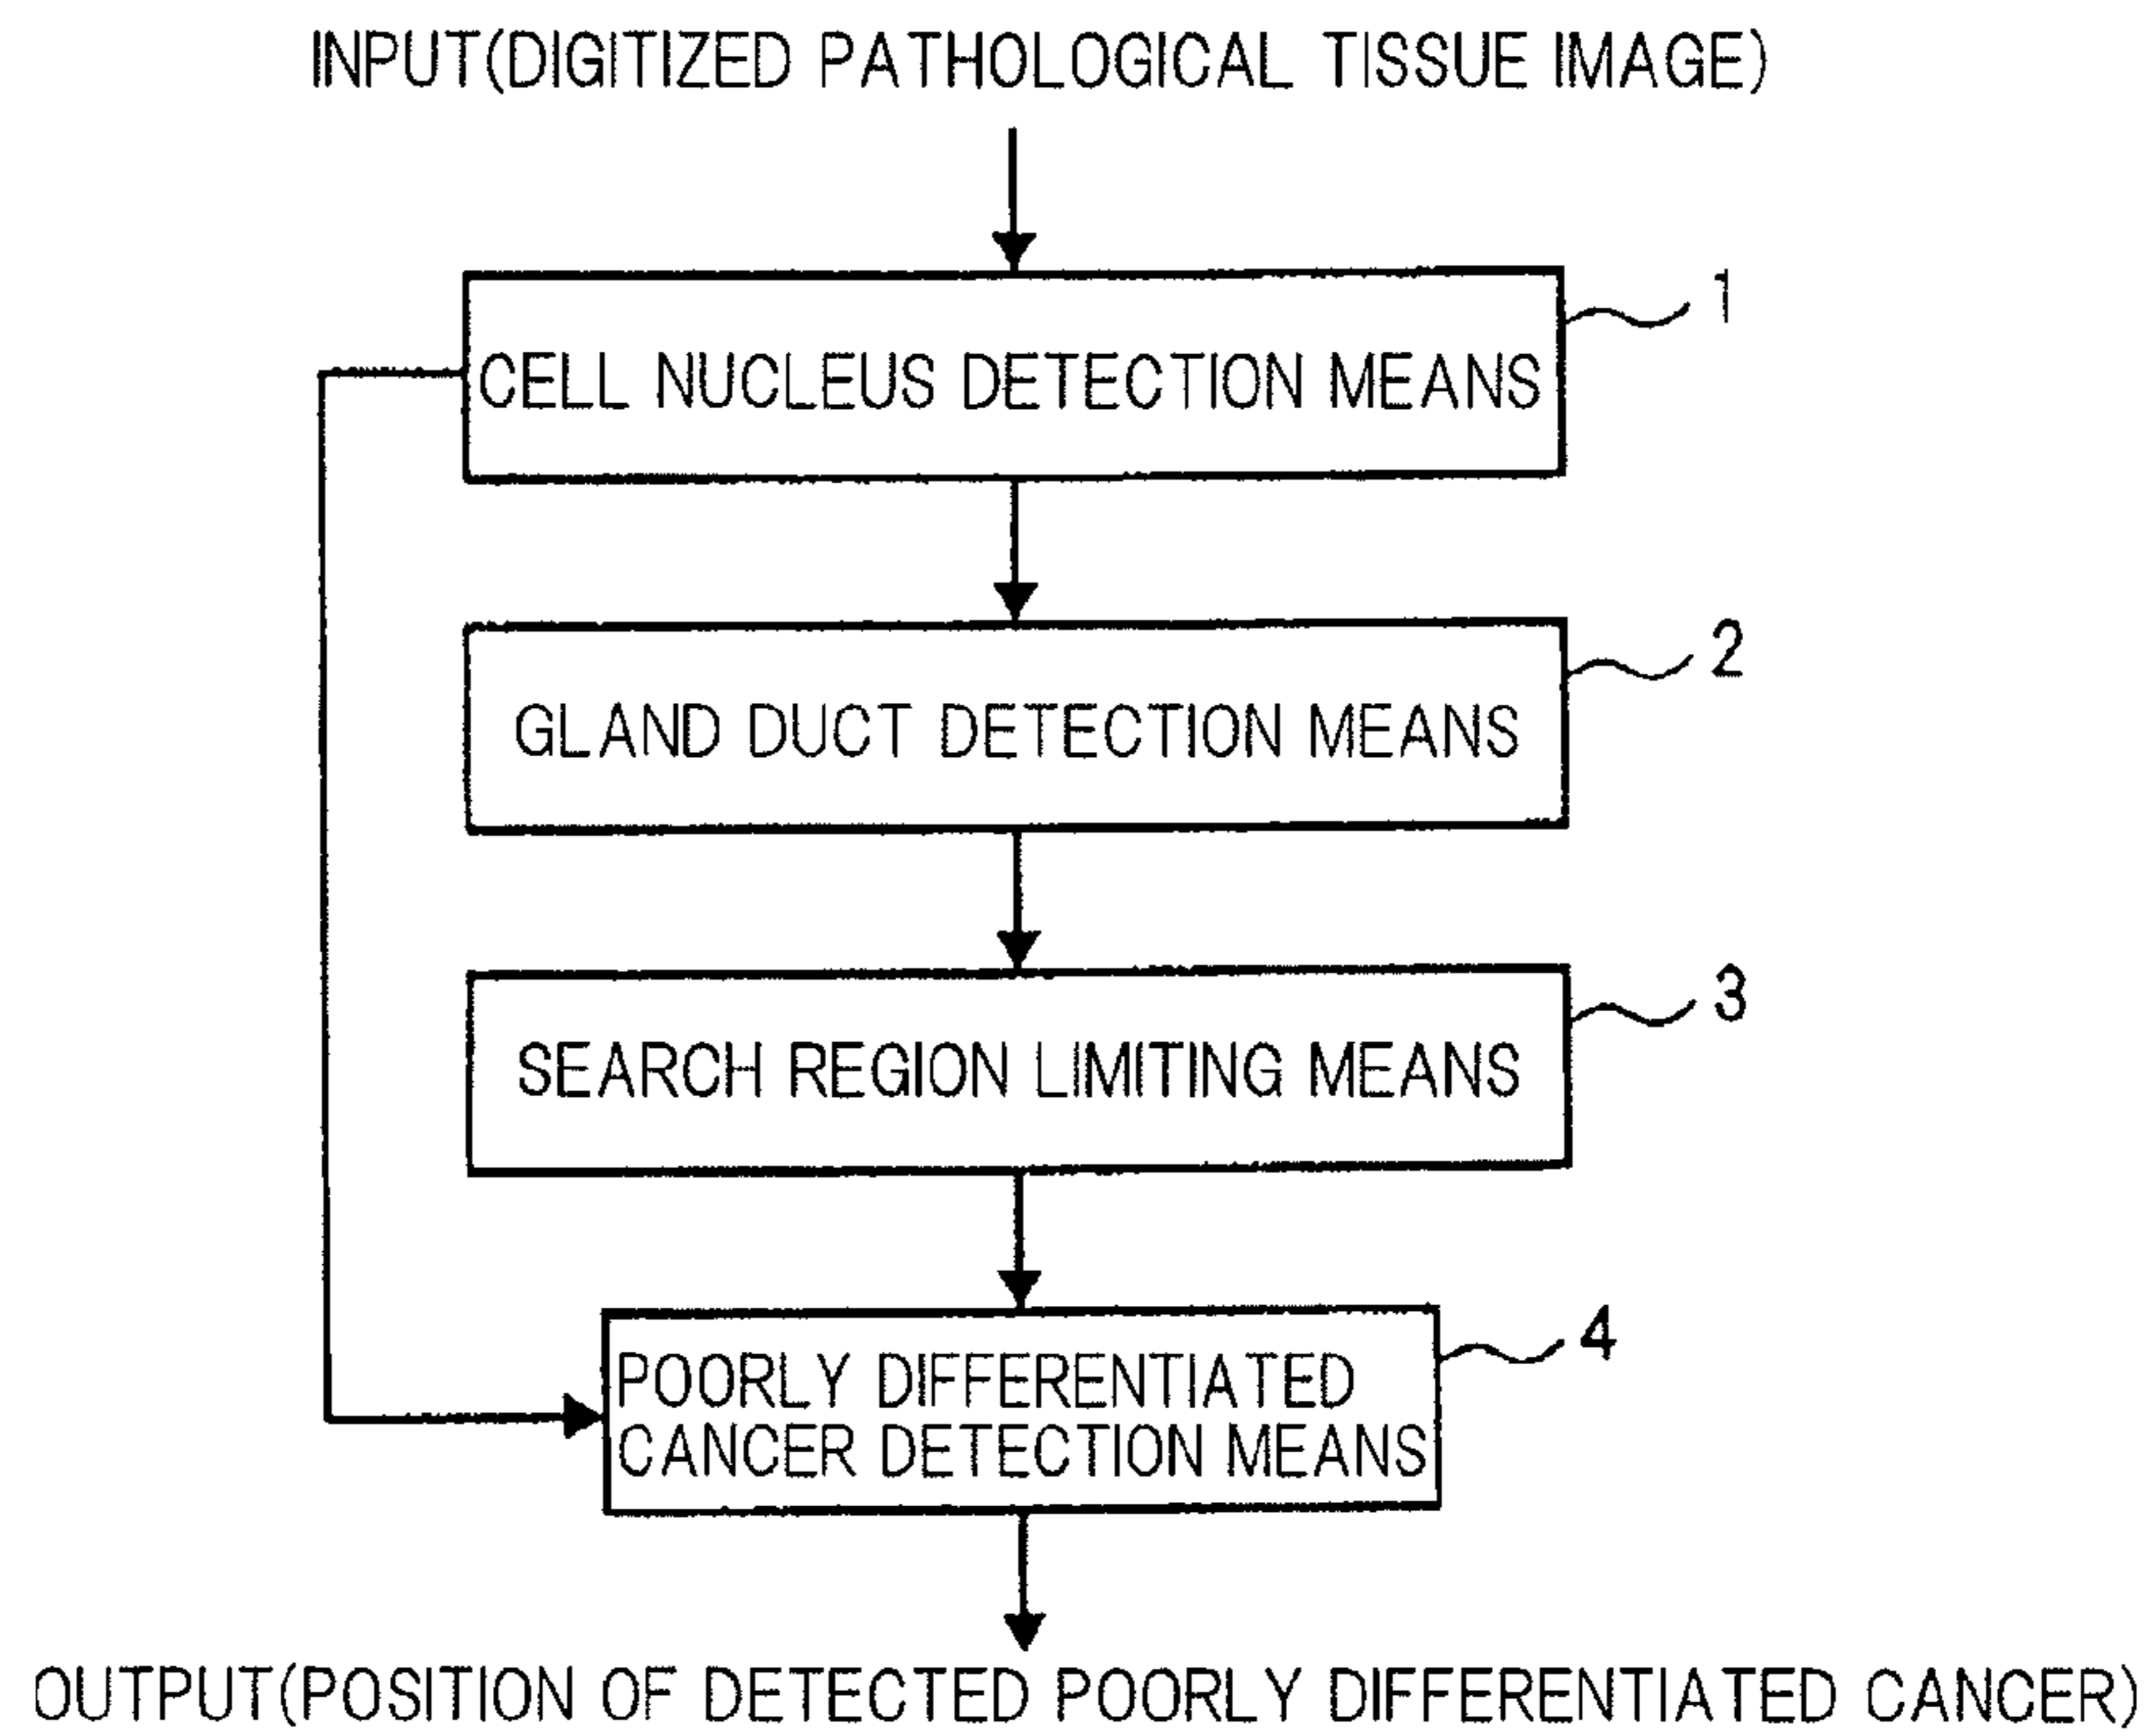 INPUT(DIGITIZED PATHOLOGICAL TISSUE IMAGE)
1
CELL NUCLEUS DETECTION MEANS
2
GLAND DUCT DETECTION MEANS
3
SEARCH REGION LIMITING MEANS
4
POORLY DIFFERENTIATED
CANCER DETECTION MEANS
OUTPUT(POSITION OF DETECTED POORLY DIFFERENTIATED CANCER)